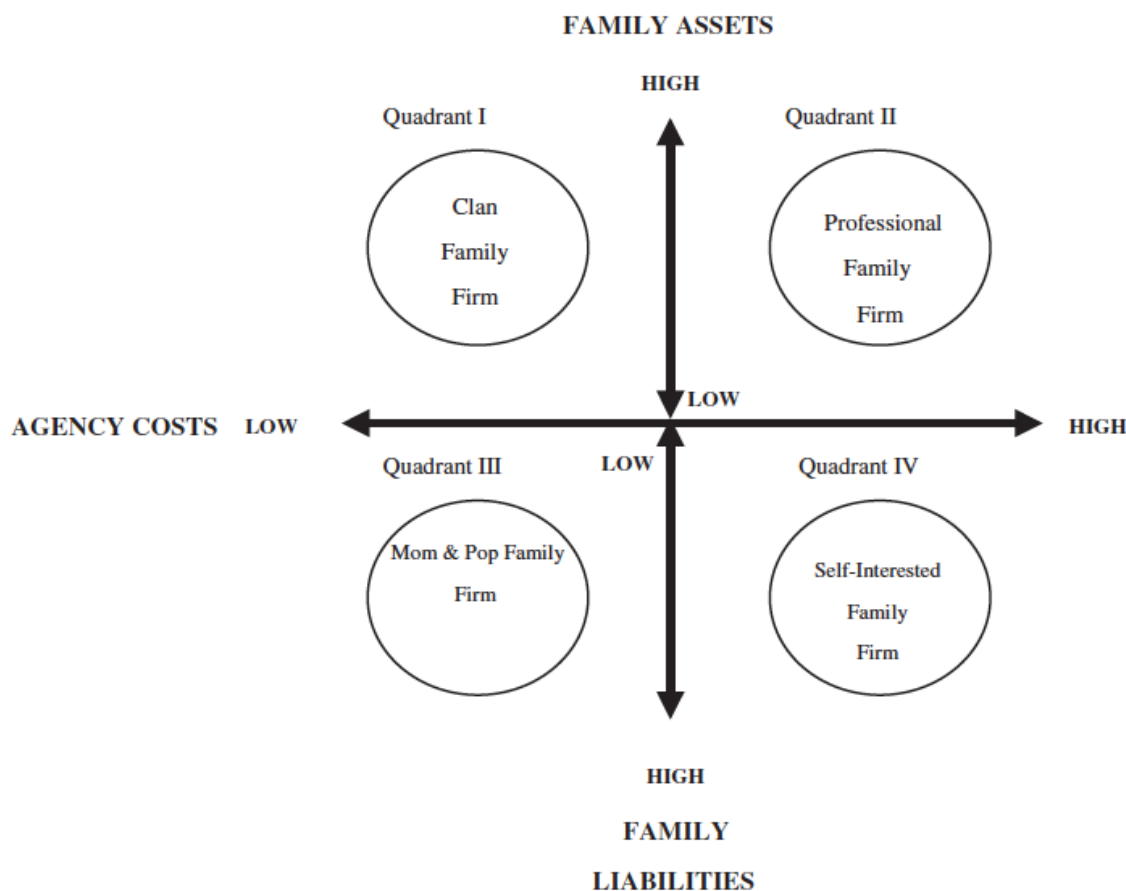 FAMILY ASSETS
HIGH
Quadrant I
Quadrant II
Clan
Family
Firm
Professional
Family
Firm
LOW
AGENCY COSTS LOW
HIGH
LOW
Quadrant III
Quadrant IV
Mom & Pop Family
Firm
Self-Interested
Family
Firm
HIGH
FAMILY
LIABILITIES